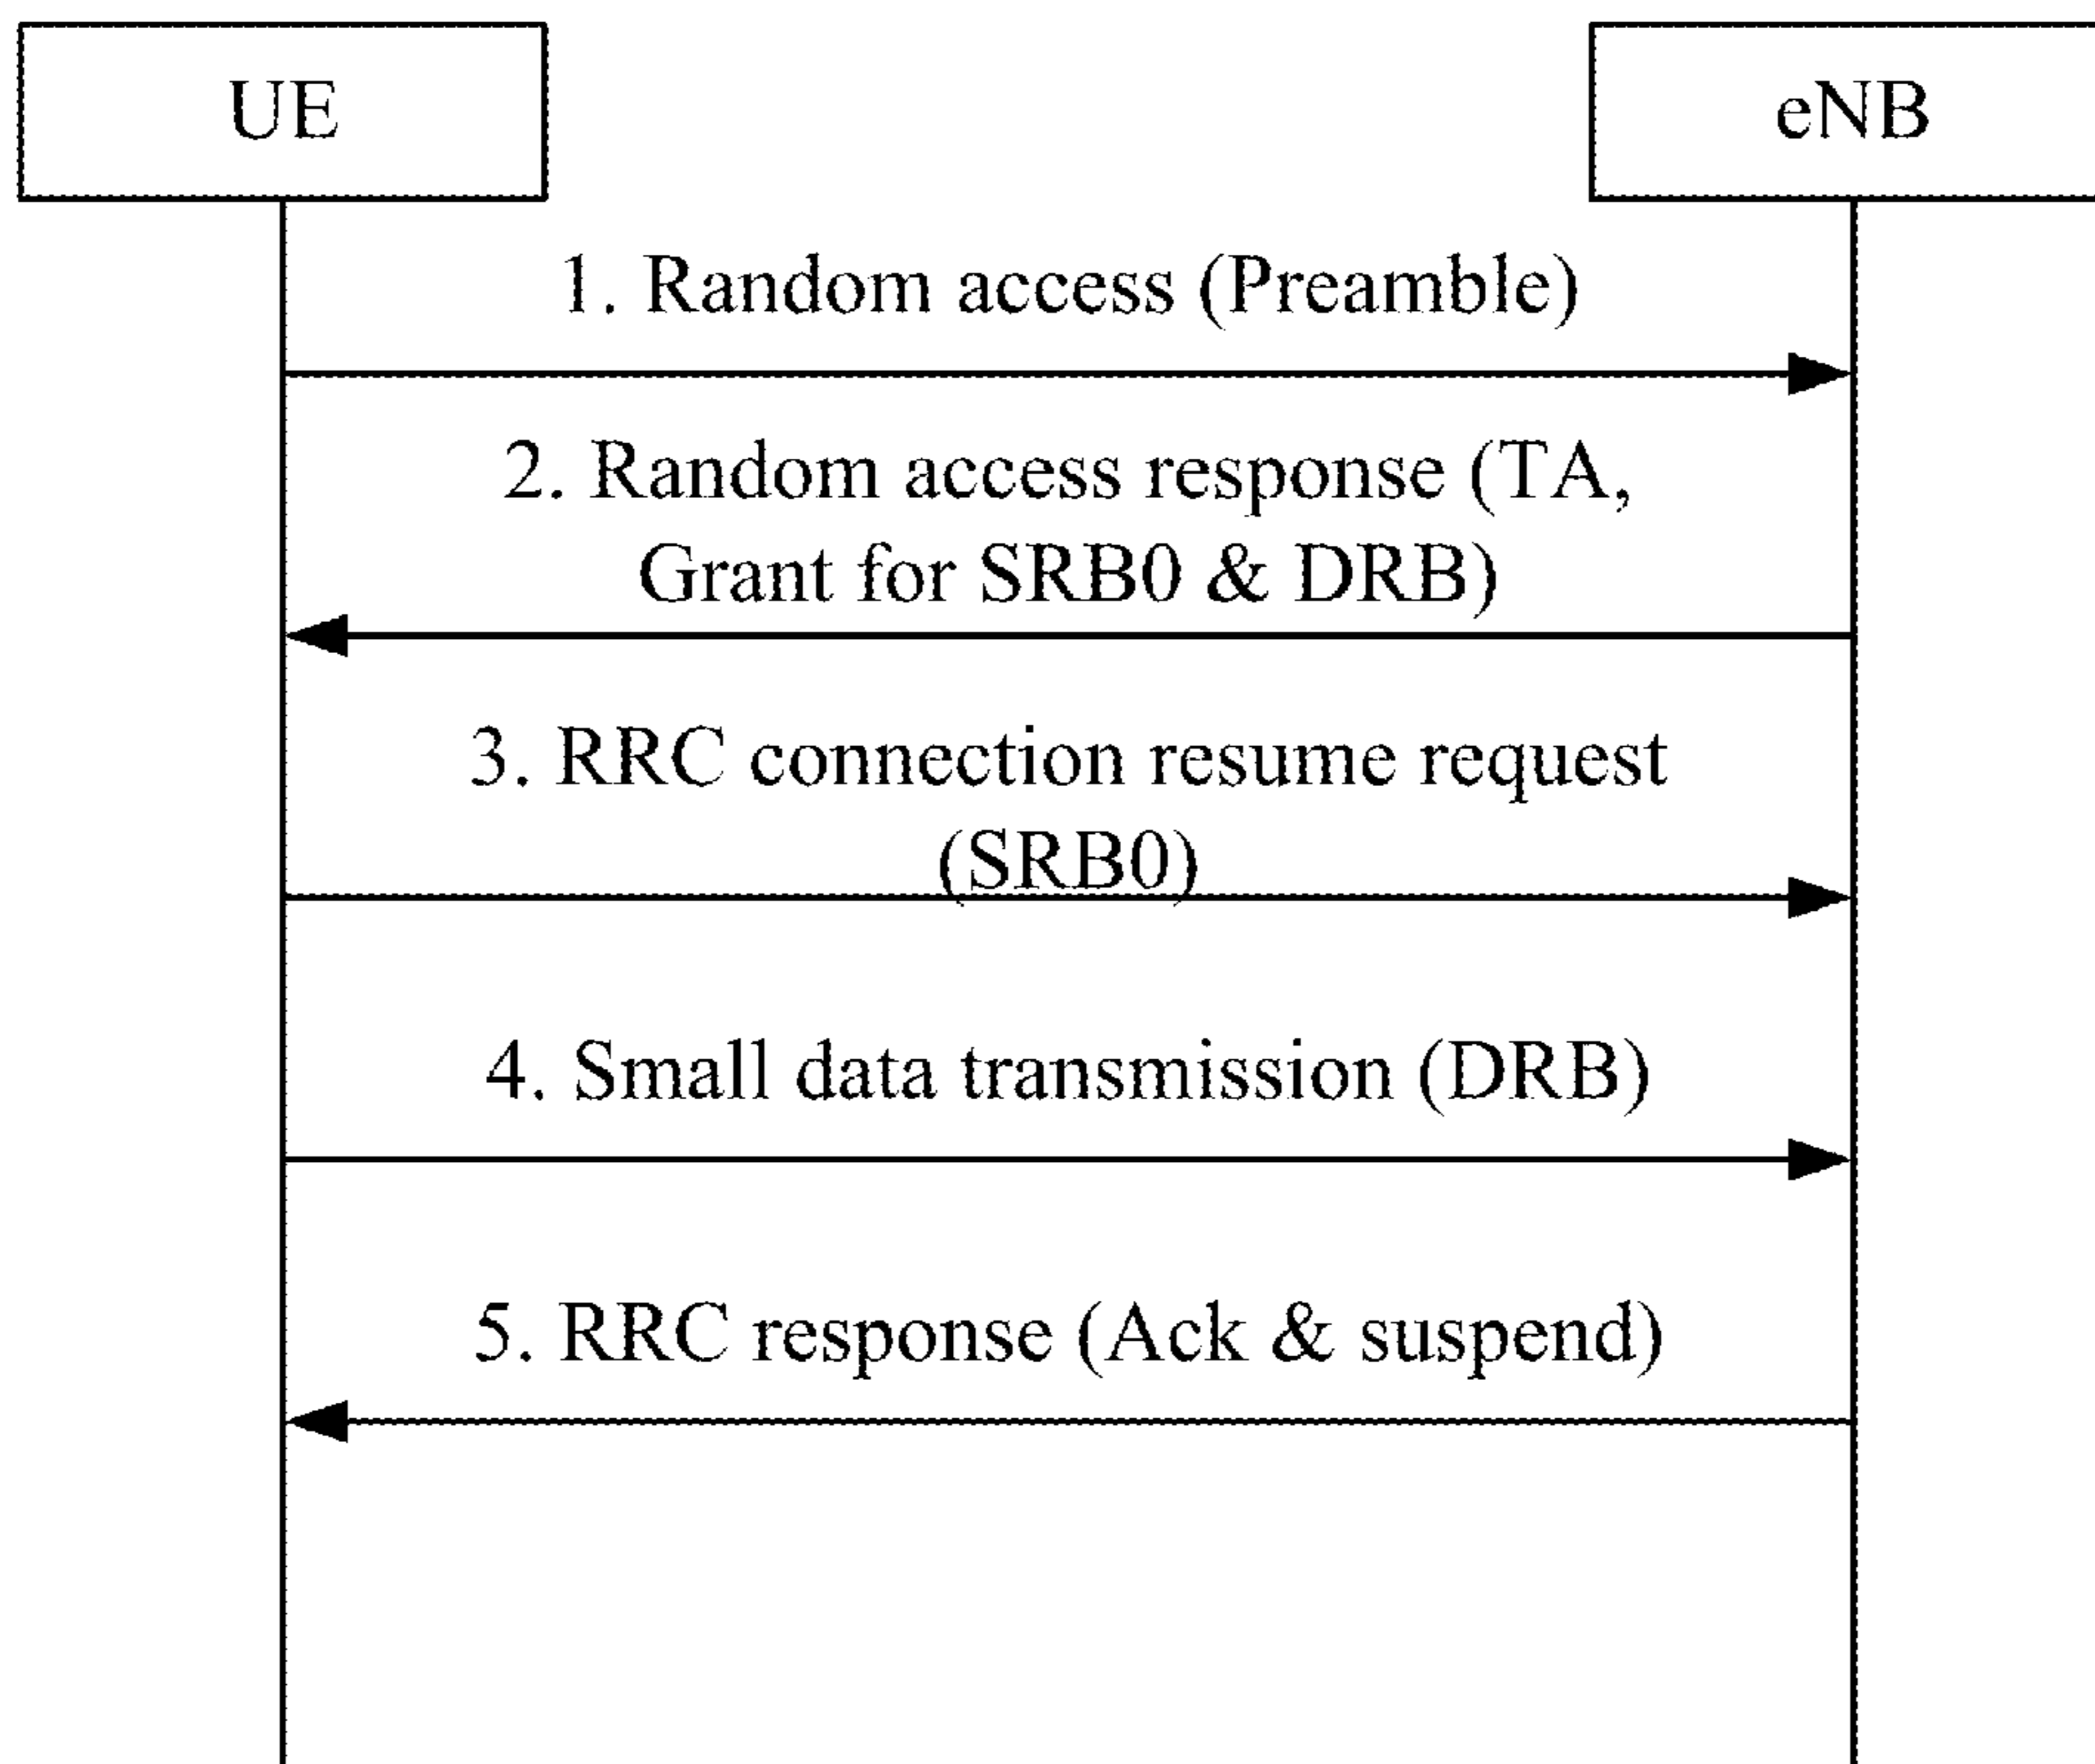 UE
eNB
1. Random access (Preamble)
2. Random access response (TA,
Grant for SRB0 & DRB)
3. RRC connection resume request
(SRB0)
4. Small data transmission (DRB)
5. RRC response (Ack & suspend)